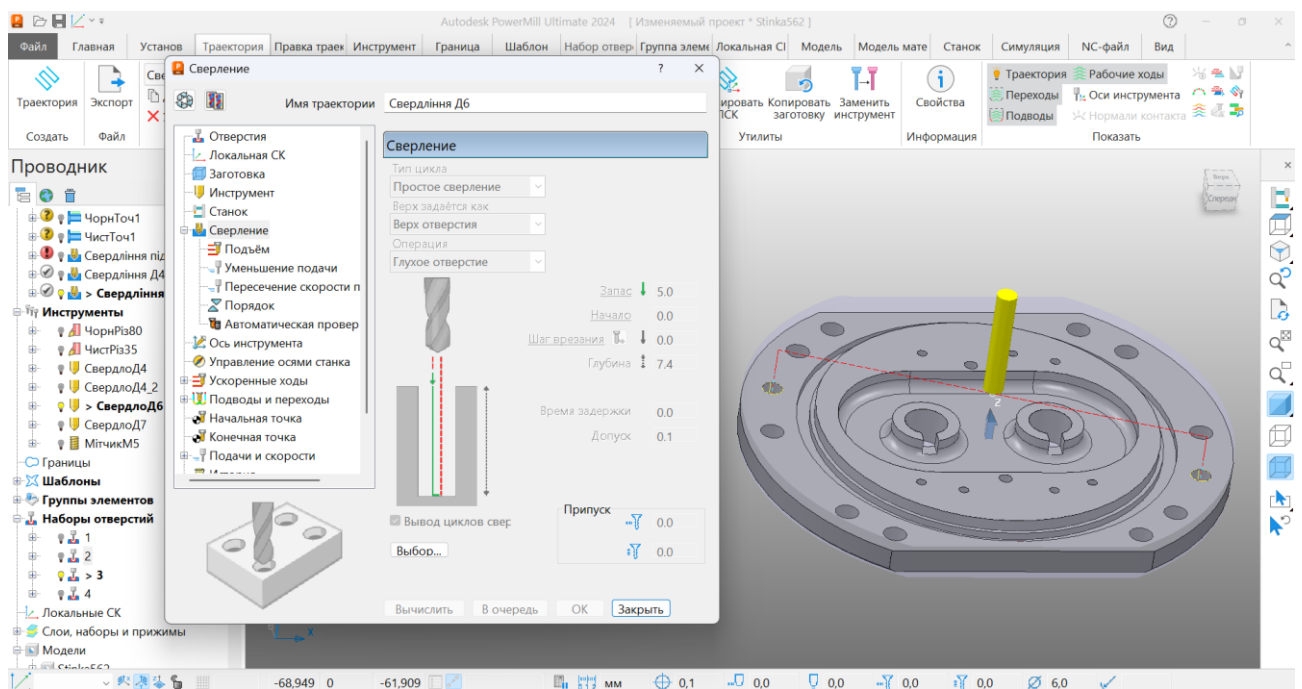 Autodesk PowerMill Ultimate 2024 [ Изменяемый проект * Stinka562 ]
Файл Главная Установ Траектория Правка траек Инструмент Граница Шаблон Набор отвер Группа элеме Локальная СІ Модель Модель мате Станок Симуляция NC-файл Вид
Траектория Экспорт
Создать Файл
Копировать заготовку
Заменить инструмент
Свойства
Траектория Рабочие ходы
Переходы Оси инструмента
Подводы Нормали контакта
Утилиты Информация Показать
Сверление ? ×
Имя траектории Свердління Д6
Отверстия
Локальная СК
Заготовка
Инструмент
Станок
Сверление
Подъём
Уменьшение подачи
Пересечение скорости п
Порядок
Автоматическая провер
Ось инструмента
Управление осями станка
Ускоренные ходы
Подводы и переходы
Начальная точка
Конечная точка
Подачи и скорости
Сверление
Тип цикла
Простое сверление
Верх задаётся как
Верх отверстия
Операция
Глухое отверстие
Запас 5.0
Начало 0.0
Шаг врезания 0.0
Глубина 7.4
Время задержки 0.0
Допуск 0.1
Вывод циклов свер
Припуск
0.0
Выбор...
0.0
Вычислить В очередь ОК Закрыть
Проводник
ЧорнТоч1
ЧистТоч1
Свердління під
Свердління Д4
> Свердління
Инструменты
ЧорнРіз80
ЧистРіз35
СвердлоД4
СвердлоД4_2
> СвердлоД6
СвердлоД7
МітчикМ5
Границы
Шаблоны
Группы элементов
Наборы отверстий
1
2
> 3
4
Локальные СК
Слои, наборы и прижимы
Модели
Stinka562
Спереди
Z
X
-68,949 0 -61,909 мм 0,1 0,0 0,0 0,0 0,0 6,0